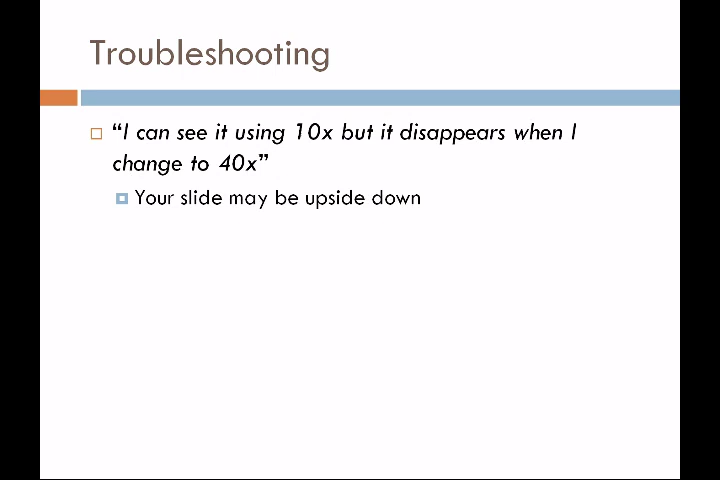 Troubleshooting
“I can see it using 10x but it disappears when I
change to 40x”
Your slide may be upside down